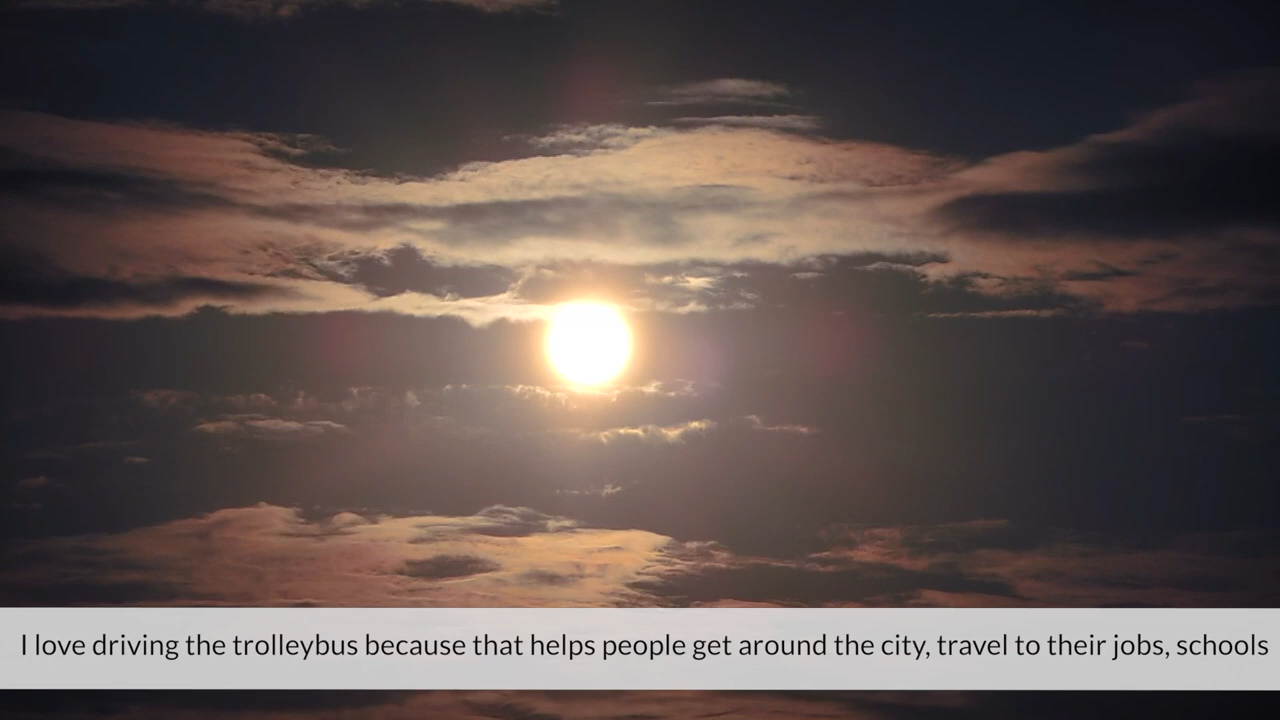 I love driving the trolleybus because that helps people get around the city, travel to their jobs, schools